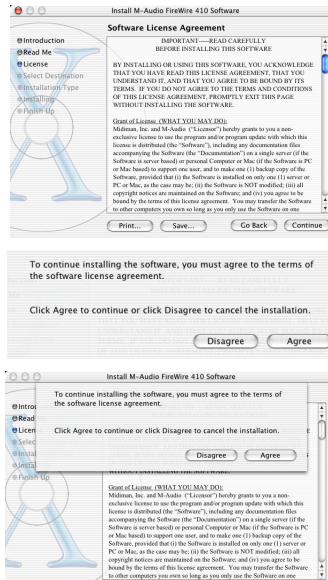 Install M-Audio FireWire 410 Software
Software License Agreement
Introduction
Read Me
License
Select Destination
Installation Type
Installing
Finish Up
IMPORTANT-----READ CAREFULLY
BEFORE INSTALLING THIS SOFTWARE
BY INSTALLING OR USING THIS SOFTWARE, YOU ACKNOWLEDGE
THAT YOU HAVE READ THIS LICENSE AGREEMENT, THAT YOU
UNDERSTAND IT, AND THAT YOU AGREE TO BE BOUND BY ITS
TERMS. IF YOU DO NOT AGREE TO THE TERMS AND CONDITIONS
OF THIS LICENSE AGREEMENT, PROMPTLY EXIT THIS PAGE
WITHOUT INSTALLING THE SOFTWARE.
Grant of License (WHAT YOU MAY DO):
Midiman, Inc. and M-Audio ("Licensor") hereby grants to you a non-
exclusive license to use the program and/or program update with which this
license is distributed (the "Software"), including any documentation files
accompanying the Software ("Documentation") on a single server (if the
Software is server based) or personal Computer or Mac (if the Software is PC
or Mac based) to support one user, and to make one (1) backup copy of the
Software, provided that (i) the Software is installed on only one (1) server or
PC or Mac, as the case may be; (ii) the Software is NOT modified; (iii) all
copyright notices are maintained on the Software; and (iv) you agree to be
bound by the terms of this license agreement. You may transfer the Software
to other computers you own so long as you only use the Software on one
Print...
Save...
Go Back
Continue
To continue installing the software, you must agree to the terms of
the software license agreement.
Click Agree to continue or click Disagree to cancel the installation.
Disagree
Agree
Install M-Audio FireWire 410 Software
To continue installing the software, you must agree to the terms of
the software license agreement.
Click Agree to continue or click Disagree to cancel the installation.
Disagree
Agree
Introd
Read
Licen
Selec
Instal
Instal
Finish Up
WITHOUT INSTALLING THE SOFTWARE.
Grant of License (WHAT YOU MAY DO):
Midiman, Inc. and M-Audio ("Licensor") hereby grants to you a non-
exclusive license to use the program and/or program update with which this
license is distributed (the "Software"), including any documentation files
accompanying the Software ("Documentation") on a single server (if the
Software is server based) or personal Computer or Mac (if the Software is PC
or Mac based) to support one user, and to make one (1) backup copy of the
Software, provided that (i) the Software is installed on only one (1) server or
PC or Mac, as the case may be; (ii) the Software is NOT modified; (iii) all
copyright notices are maintained on the Software; and (iv) you agree to be
bound by the terms of this license agreement. You may transfer the Software
to other computers you own so long as you only use the Software on one